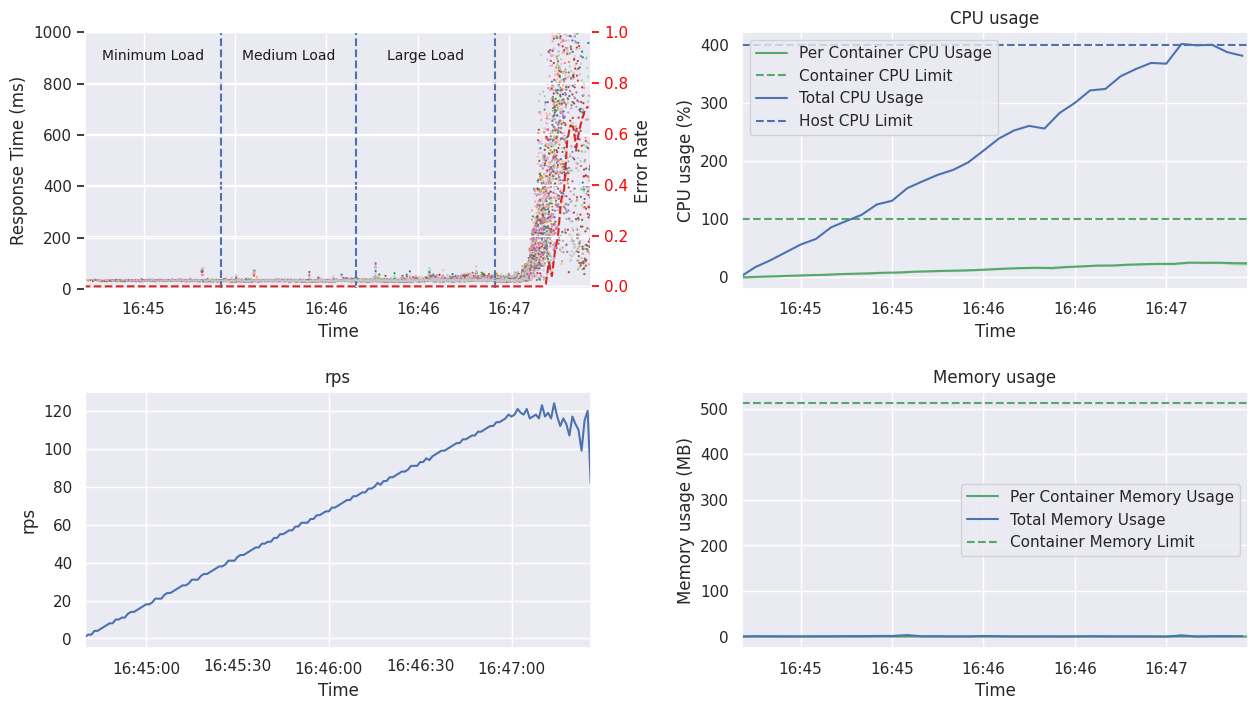 1000
800
600
400
200
0
Response Time (ms)
Minimum Load
Medium Load
Large Load
1.0
0.8
0.6
0.4
0.2
0.0
Error Rate
16:45 16:45 16:46 16:46 16:47
Time
CPU usage
400
300
200
100
0
CPU usage (%)
Per Container CPU Usage
Container CPU Limit
Total CPU Usage
Host CPU Limit
16:45 16:45 16:46 16:46 16:47
Time
rps
120
100
80
60
40
20
0
rps
16:45:00 16:45:30 16:46:00 16:46:30 16:47:00
Time
Memory usage
500
400
300
200
100
0
Memory usage (MB)
Per Container Memory Usage
Total Memory Usage
Container Memory Limit
16:45 16:45 16:46 16:46 16:47
Time